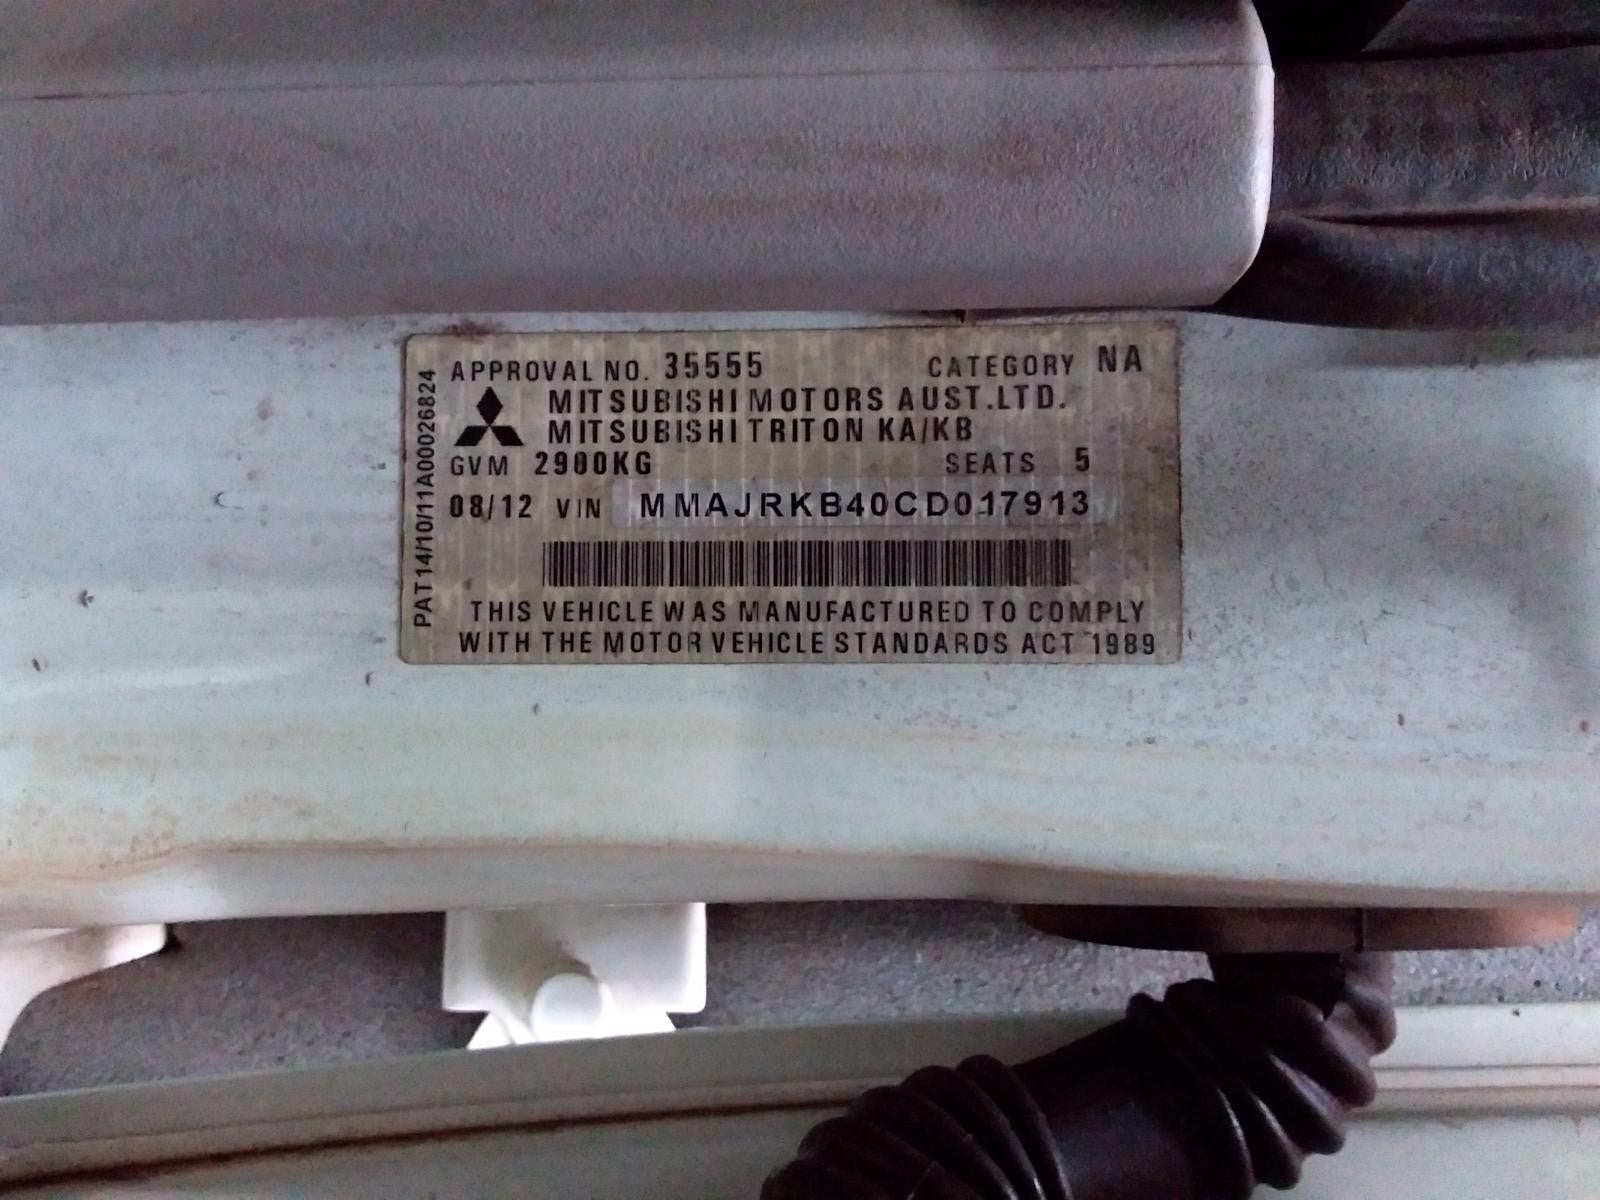 APPROVAL NO. 35555 CATEGORY NA
MITSUBISHI MOTORS AUST.LTD.
MITSUBISHI TRITON KA/KB
GVM 2900KG SEATS 5
08/12 VIN MMAJRKB40CD017913
THIS VEHICLE WAS MANUFACTURED TO COMPLY
WITH THE MOTOR VEHICLE STANDARDS ACT 1989
PAT14/10/11A00026824